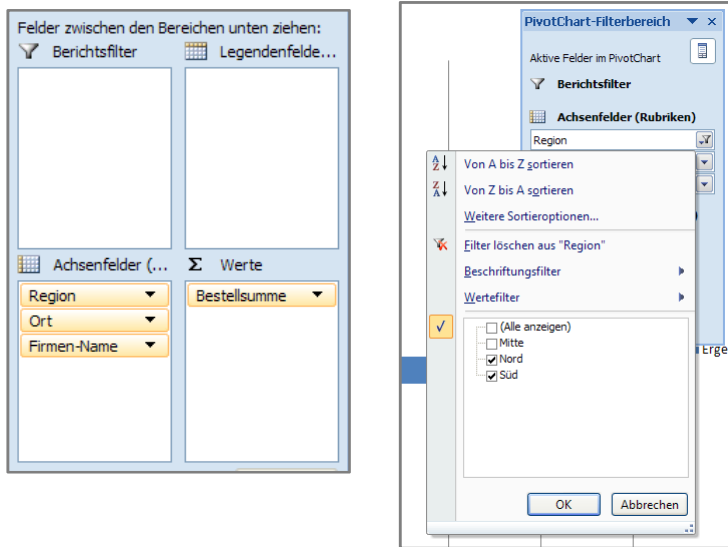 Felder zwischen den Bereichen unten ziehen:
Berichtsfilter
Legendenfelde...
Achsenfelder (...
Σ Werte
Region
Ort
Firmen-Name
Bestellsumme
PivotChart-Filterbereich
Aktive Felder im PivotChart
Berichtsfilter
Achsenfelder (Rubriken)
Region
Von A bis Z sortieren
Von Z bis A sortieren
Weitere Sortieroptionen...
Filter löschen aus "Region"
Beschriftungsfilter
Wertefilter
(Alle anzeigen)
Mitte
Nord
Süd
Erge
OK
Abbrechen